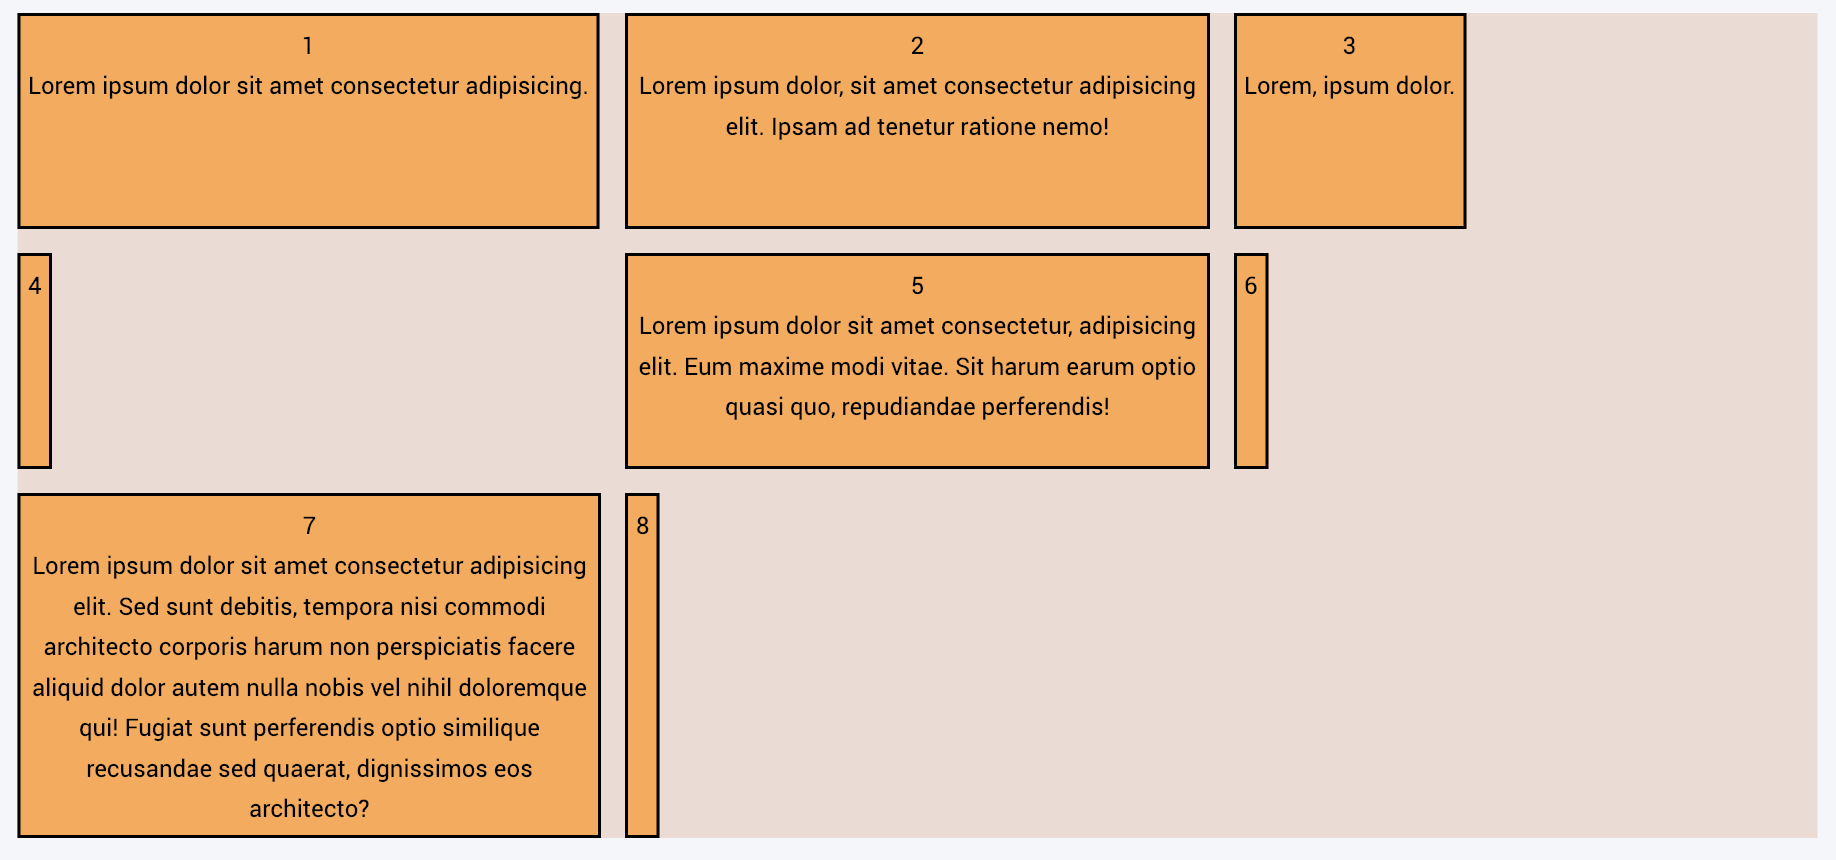 1
Lorem ipsum dolor sit amet consectetur adipisicing.
2
Lorem ipsum dolor, sit amet consectetur adipisicing
elit. Ipsam ad tenetur ratione nemo!
3
Lorem, ipsum dolor.
4
5
Lorem ipsum dolor sit amet consectetur, adipisicing
elit. Eum maxime modi vitae. Sit harum earum optio
quasi quo, repudiandae perferendis!
6
7
Lorem ipsum dolor sit amet consectetur adipisicing
elit. Sed sunt debitis, tempora nisi commodi
architecto corporis harum non perspiciatis facere
aliquid dolor autem nulla nobis vel nihil doloremque
qui! Fugiat sunt perferendis optio similique
recusandae sed quaerat, dignissimos eos
architecto?
8